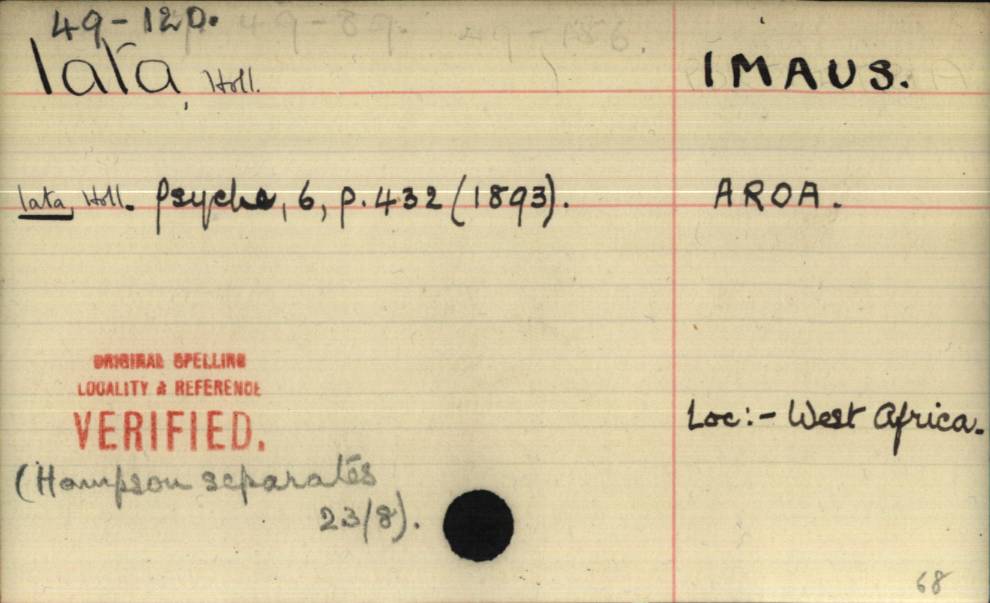 49-120.
lata, Holl. IMAUS.
lata, Holl. Psyche, 6, p. 432 (1893). AROA.
ORIGINAL SPELLING
LOCALITY & REFERENCE
VERIFIED.
Loc:- West Africa.
(Hampson separates
23/8).
68